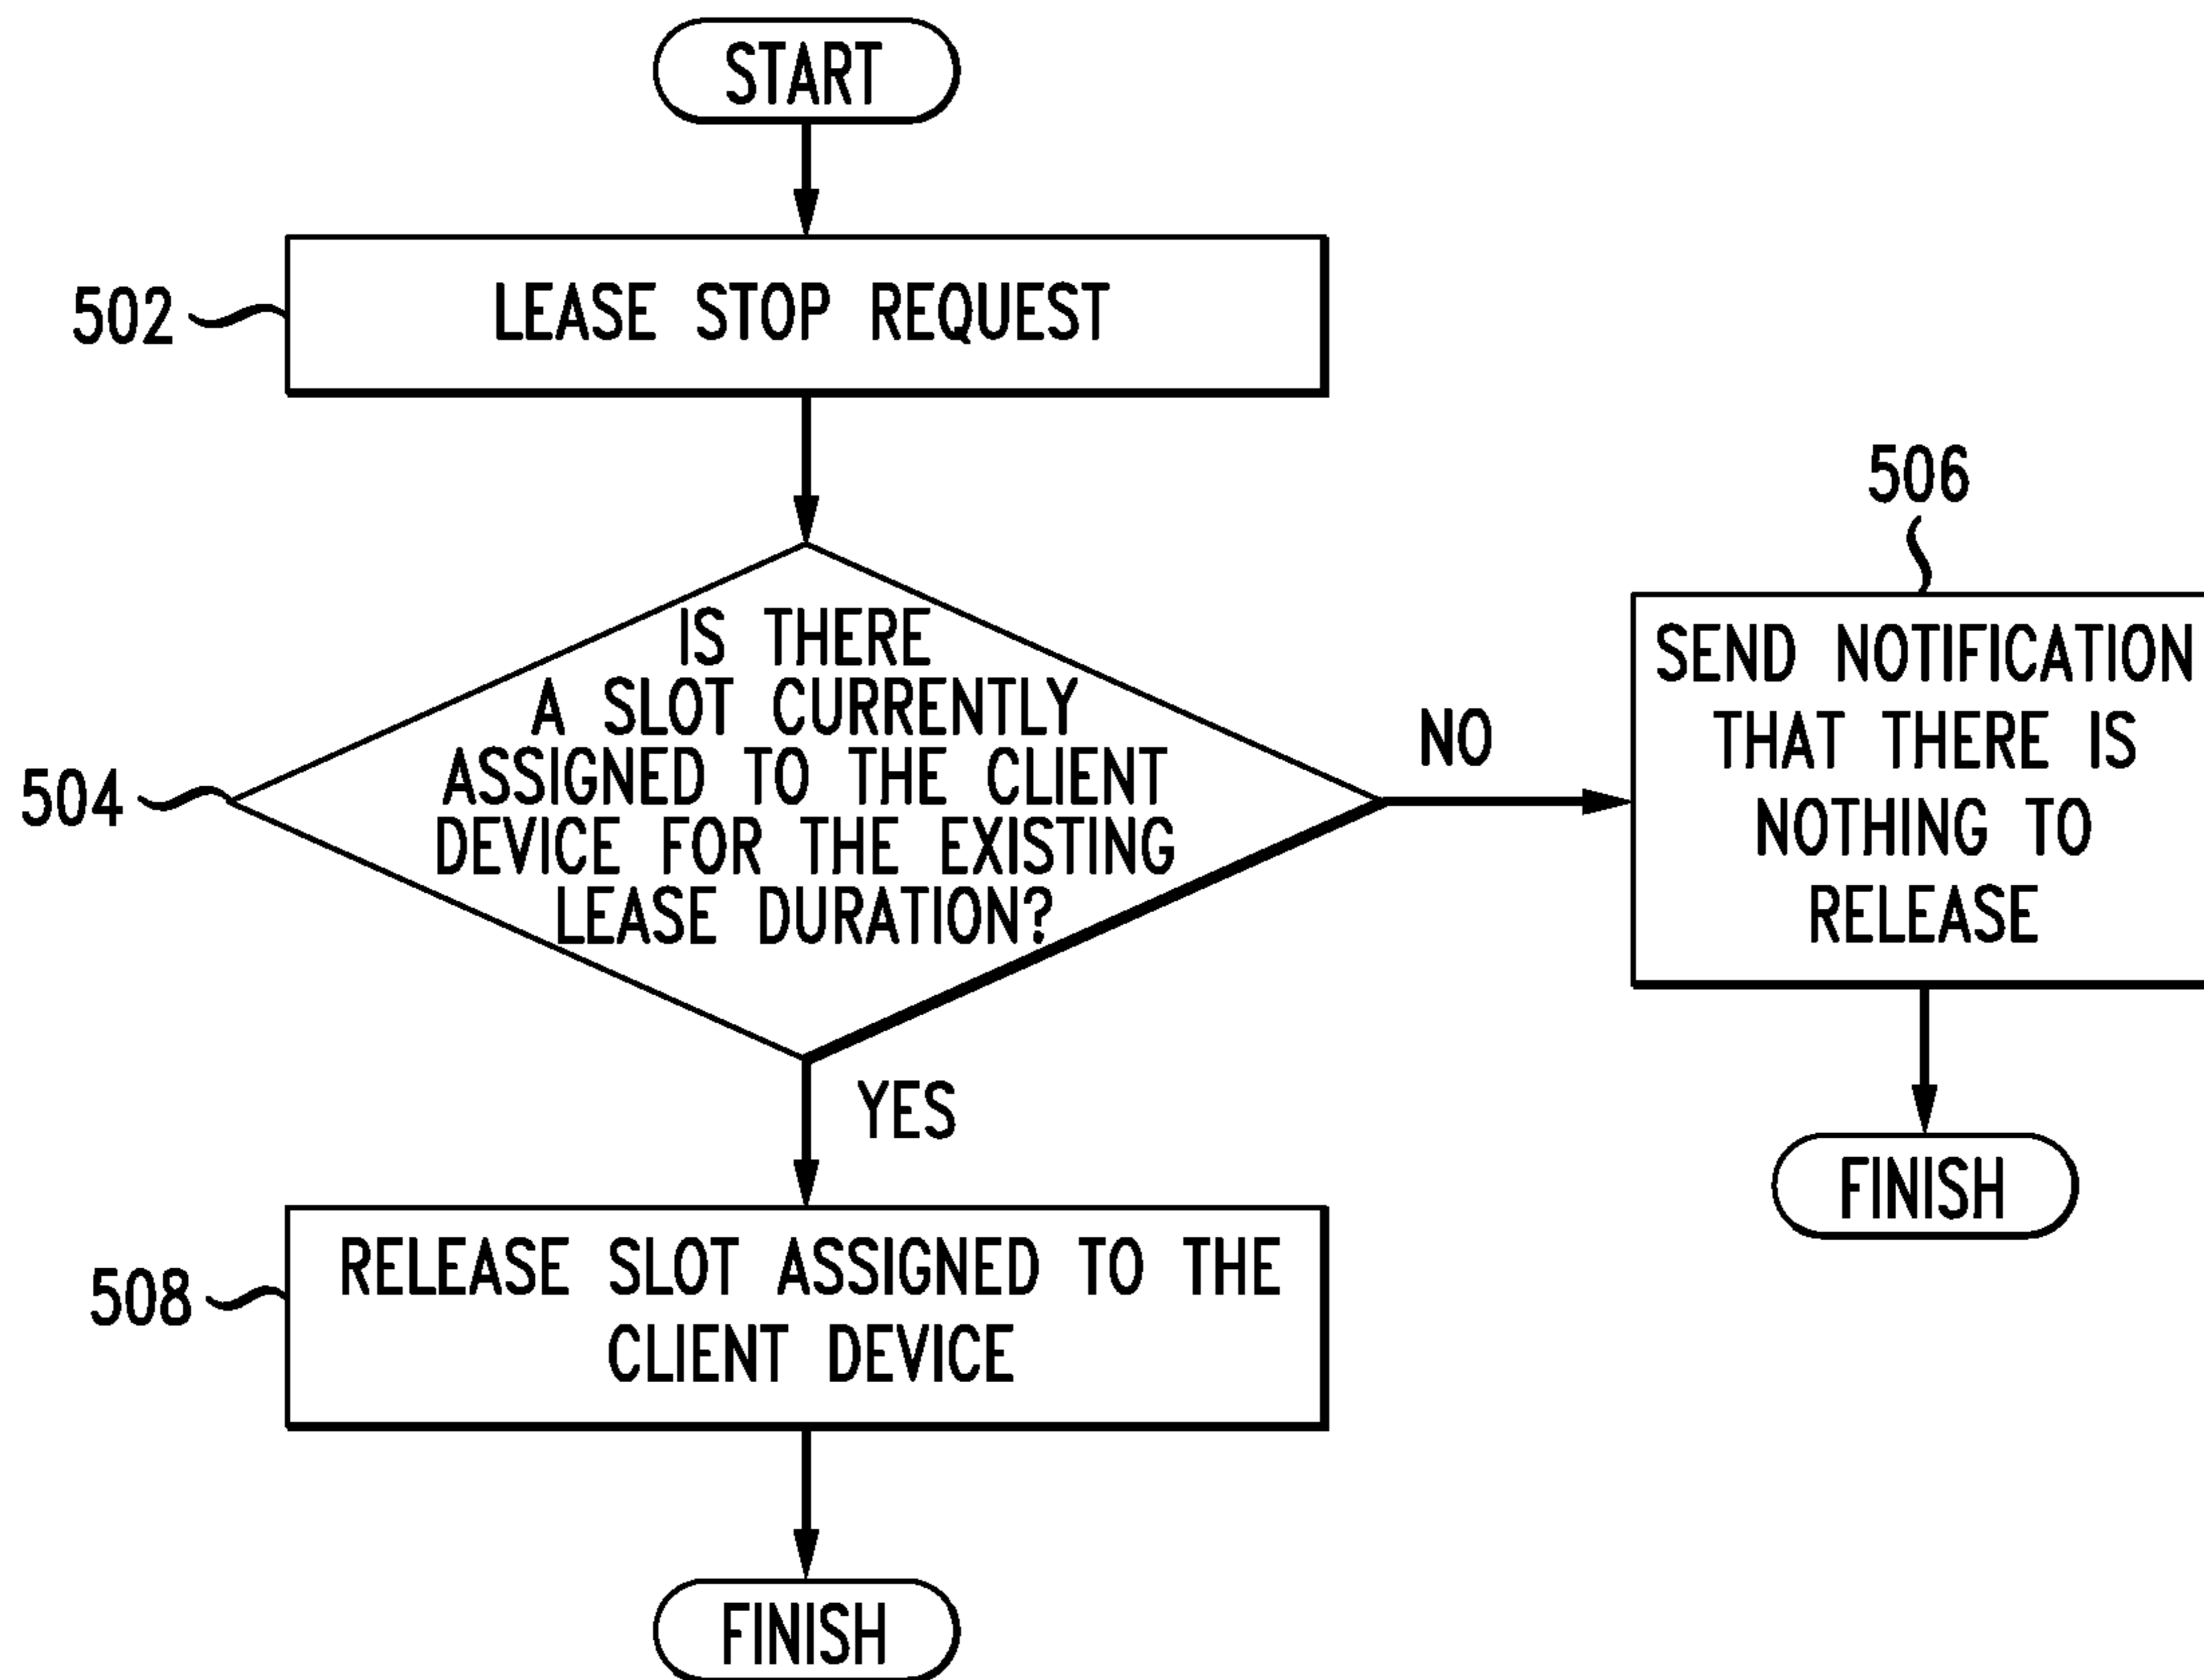 START
502
LEASE STOP REQUEST
504
IS THERE
A SLOT CURRENTLY
ASSIGNED TO THE CLIENT
DEVICE FOR THE EXISTING
LEASE DURATION?
NO
506
SEND NOTIFICATION
THAT THERE IS
NOTHING TO
RELEASE
FINISH
YES
508
RELEASE SLOT ASSIGNED TO THE
CLIENT DEVICE
FINISH